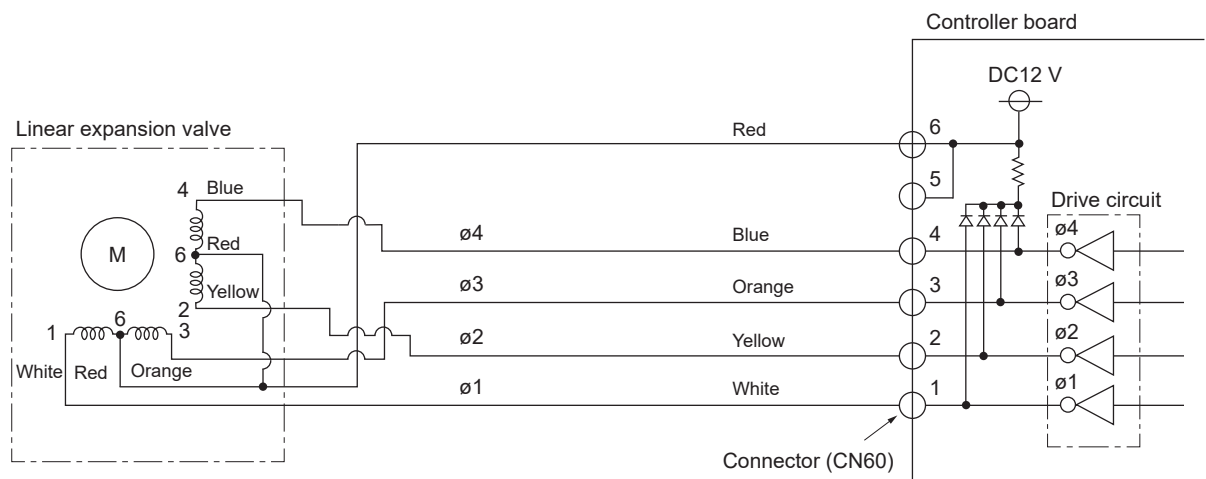 Controller board
DC12 V
Linear expansion valve
Red
6
5
4
Blue
Drive circuit
ø4
Blue
4
ø4
6
Red
M
ø3
Orange
3
ø3
Yellow
2
1
6
3
ø2
Yellow
2
ø2
White
Red
Orange
ø1
White
1
ø1
Connector (CN60)